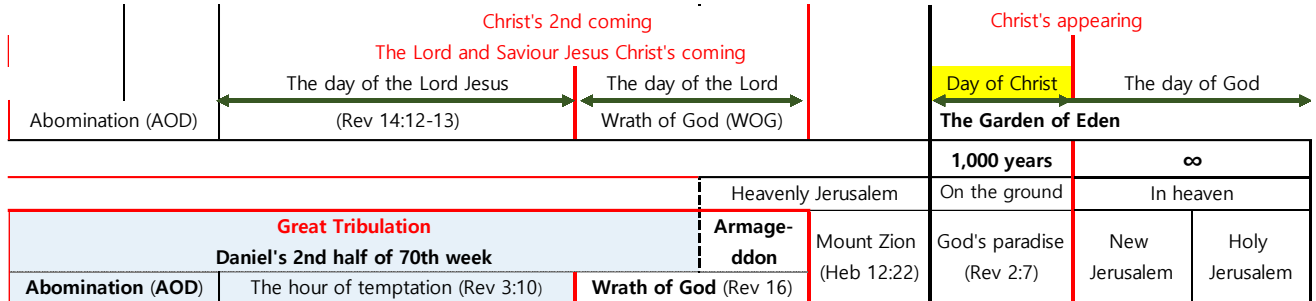 Christ's 2nd coming
Christ's appearing
The Lord and Saviour Jesus Christ's coming
The day of the Lord Jesus
The day of the Lord
Day of Christ
The day of God
Abomination (AOD)
(Rev 14:12-13)
Wrath of God (WOG)
The Garden of Eden
1,000 years
∞
Heavenly Jerusalem
On the ground
In heaven
Great Tribulation
Daniel's 2nd half of 70th week
Armage-
ddon
Mount Zion
(Heb 12:22)
God's paradise
(Rev 2:7)
New
Jerusalem
Holy
Jerusalem
Abomination (AOD)
The hour of temptation (Rev 3:10)
Wrath of God (Rev 16)